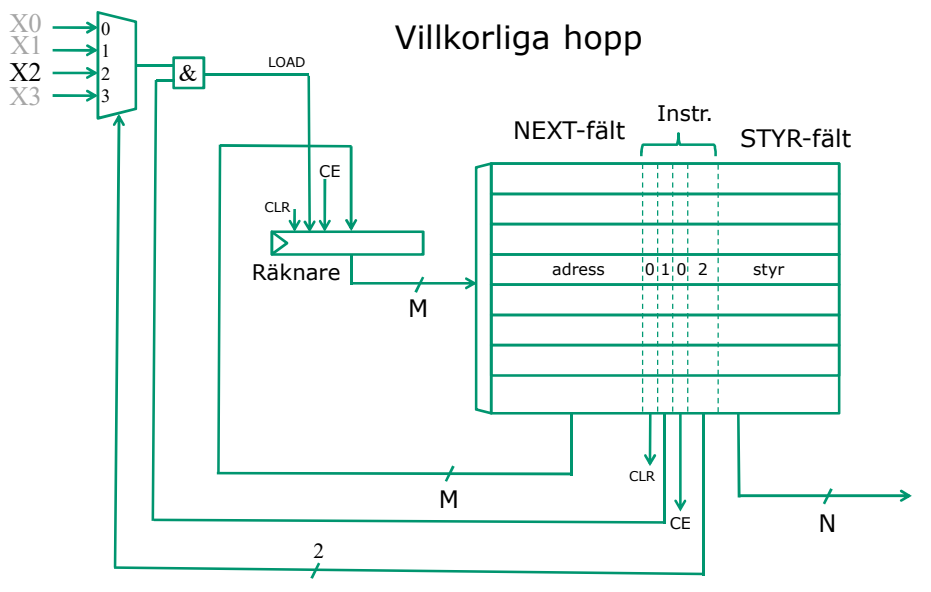 Villkorliga hopp
X0
X1
X2
X3
0
1
2
3
&
LOAD
CE
CLR
Räknare
M
NEXT-fält
Instr.
STYR-fält
adress 0 1 0 2 styr
CLR
CE
M
N
2